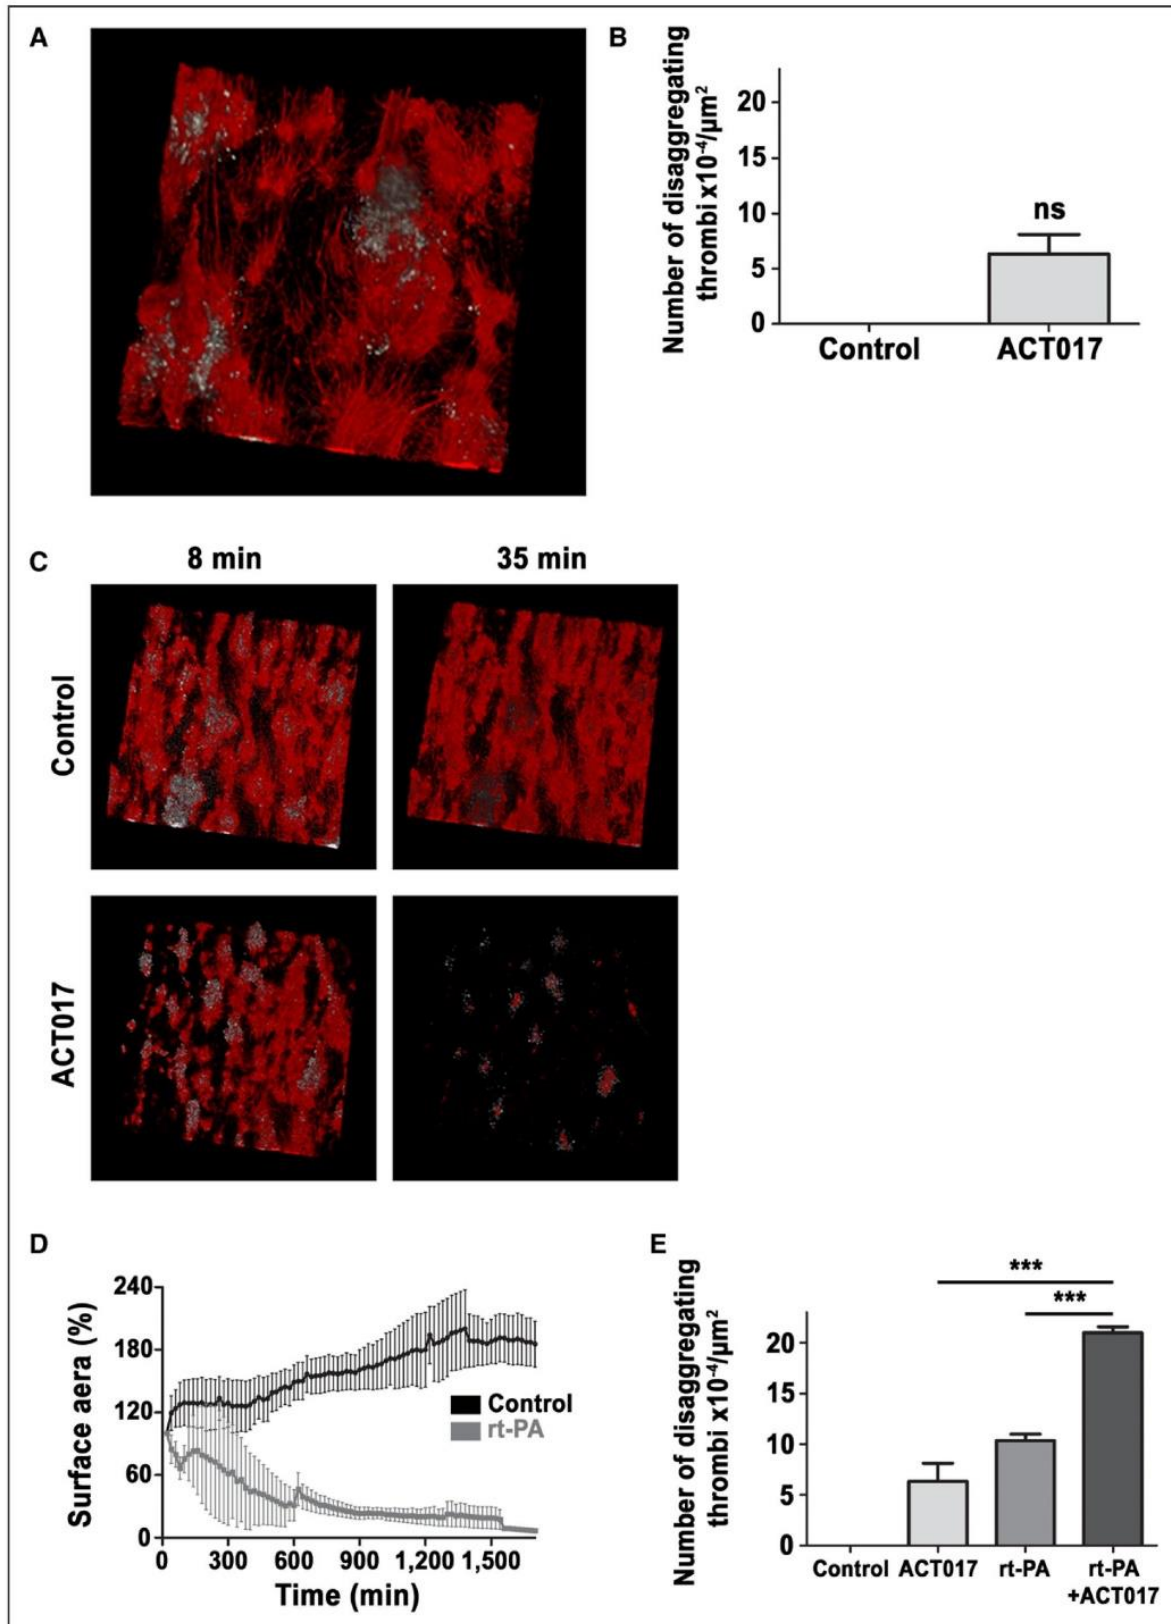 A
B
Number of disaggregating
thrombi x10⁻⁴/µm²
20
15
10
5
0
ns
Control
ACT017
C
8 min
35 min
Control
ACT017
D
Surface aera (%)
240
180
120
60
0
Control
rt-PA
0
300
600
900
1,200
1,500
Time (min)
E
Number of disaggregating
thrombi x10⁻⁴/µm²
20
15
10
5
0
***
***
Control
ACT017
rt-PA
rt-PA
+ACT017